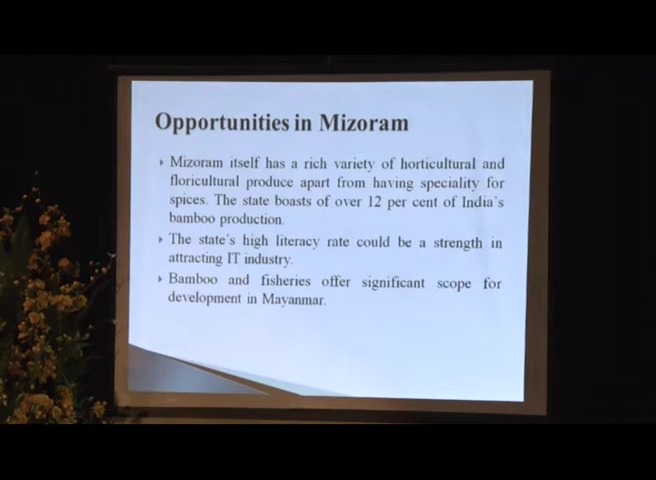 Opportunities in Mizoram
Mizoram itself has a rich variety of horticultural and
floricultural produce apart from having speciality for
spices. The state boasts of over 12 per cent of India's
bamboo production.
The state's high literacy rate could be a strength in
attracting IT industry.
Bamboo and fisheries offer significant scope for
development in Mayanmar.